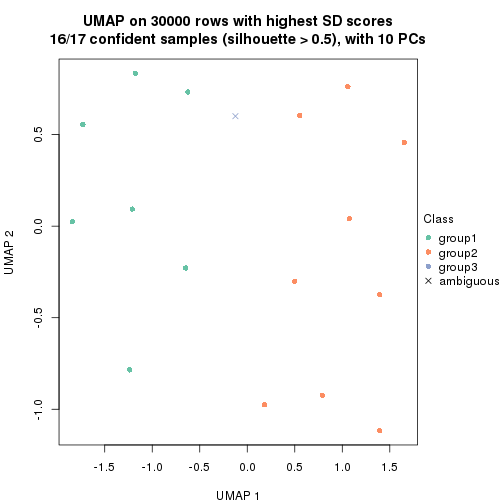 UMAP on 30000 rows with highest SD scores
16/17 confident samples (silhouette > 0.5), with 10 PCs
0.5
0.0
-0.5
-1.0
UMAP 2
-1.5
-1.0
-0.5
0.0
0.5
1.0
1.5
UMAP 1
Class
group1
group2
group3
ambiguous